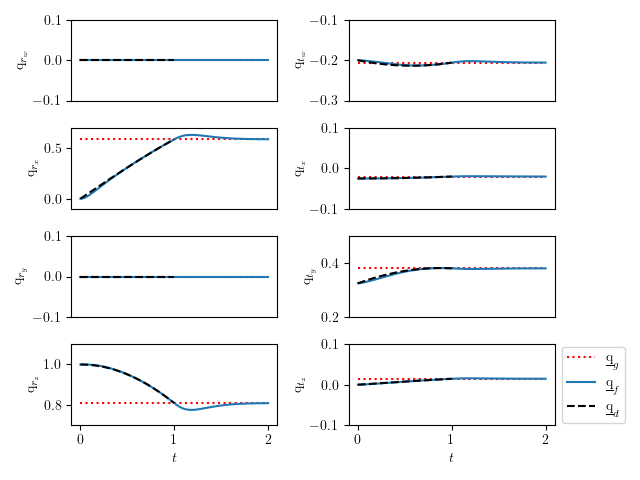 0.1
0.0
−0.1
q_{r_w}
−0.1
−0.2
−0.3
q_{t_w}
0.5
0.0
q_{r_x}
0.1
0.0
−0.1
q_{t_x}
0.1
0.0
−0.1
q_{r_y}
0.2
q_{t_y}
1.0
0.8
q_{r_z}
0 1 2
t
0.1
0.0
−0.1
q_{t_z}
0 1 2
t
q_g
q_f
q_d